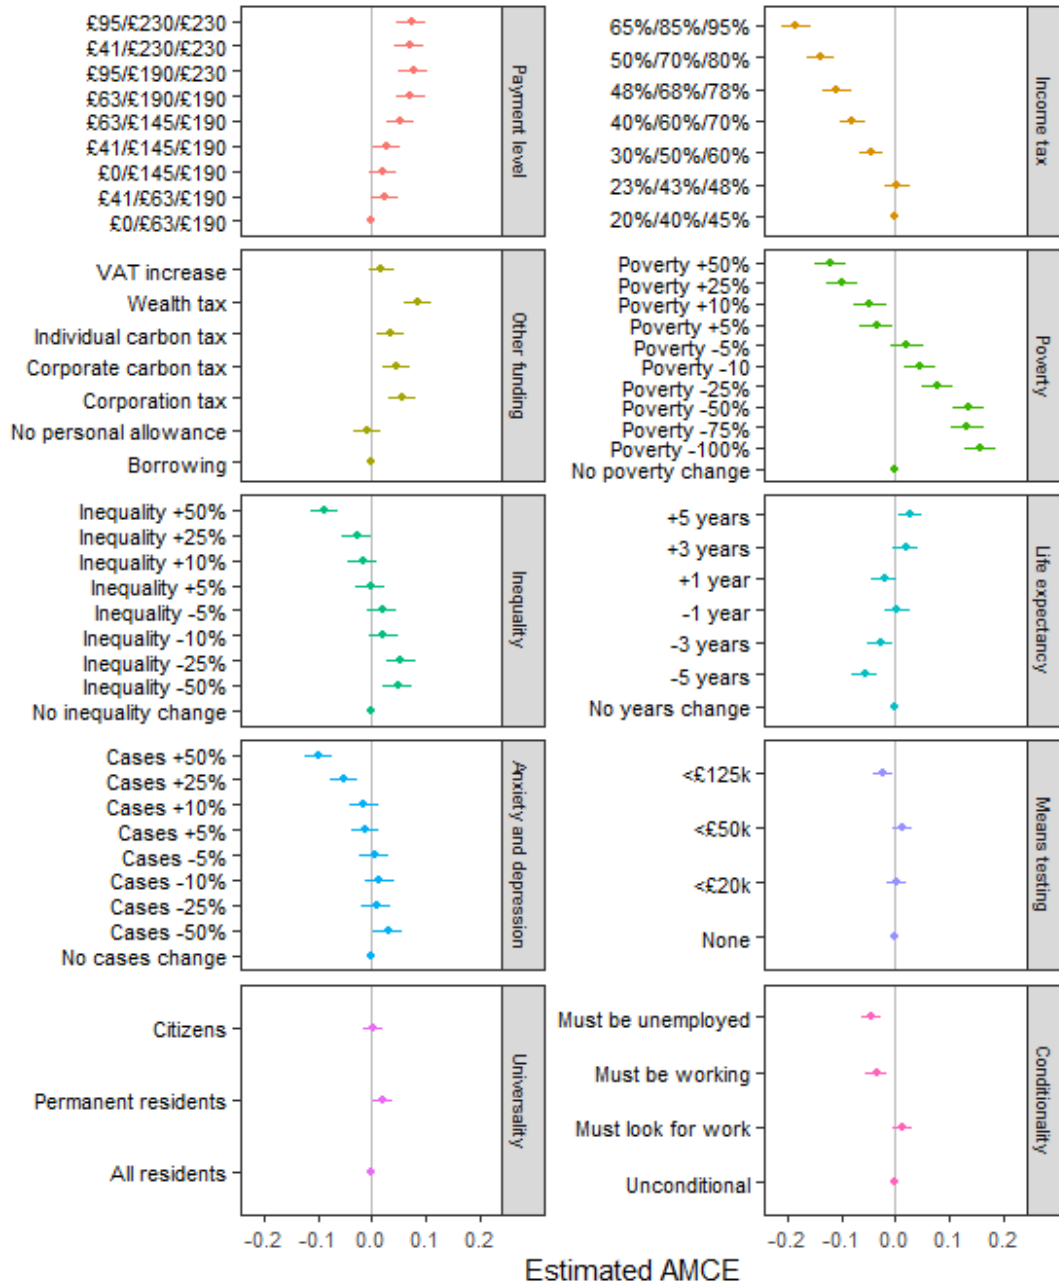 £95/£230/£230
£41/£230/£230
£95/£190/£230
£63/£190/£190
£63/£145/£190
£41/£145/£190
£0/£145/£190
£41/£63/£190
£0/£63/£190
Payment level
65%/85%/95%
50%/70%/80%
48%/68%/78%
40%/60%/70%
30%/50%/60%
23%/43%/48%
20%/40%/45%
Income tax
VAT increase
Wealth tax
Individual carbon tax
Corporate carbon tax
Corporation tax
No personal allowance
Borrowing
Other funding
Poverty +50%
Poverty +25%
Poverty +10%
Poverty +5%
Poverty -5%
Poverty -10
Poverty -25%
Poverty -50%
Poverty -75%
Poverty -100%
No poverty change
Poverty
Inequality +50%
Inequality +25%
Inequality +10%
Inequality +5%
Inequality -5%
Inequality -10%
Inequality -25%
Inequality -50%
No inequality change
Inequality
+5 years
+3 years
+1 year
-1 year
-3 years
-5 years
No years change
Life expectancy
Cases +50%
Cases +25%
Cases +10%
Cases +5%
Cases -5%
Cases -10%
Cases -25%
Cases -50%
No cases change
Anxiety and depression
<£125k
<£50k
<£20k
None
Means testing
Citizens
Permanent residents
All residents
Universality
Must be unemployed
Must be working
Must look for work
Unconditional
Conditionality
-0.2 -0.1 0.0 0.1 0.2
-0.2 -0.1 0.0 0.1 0.2
Estimated AMCE